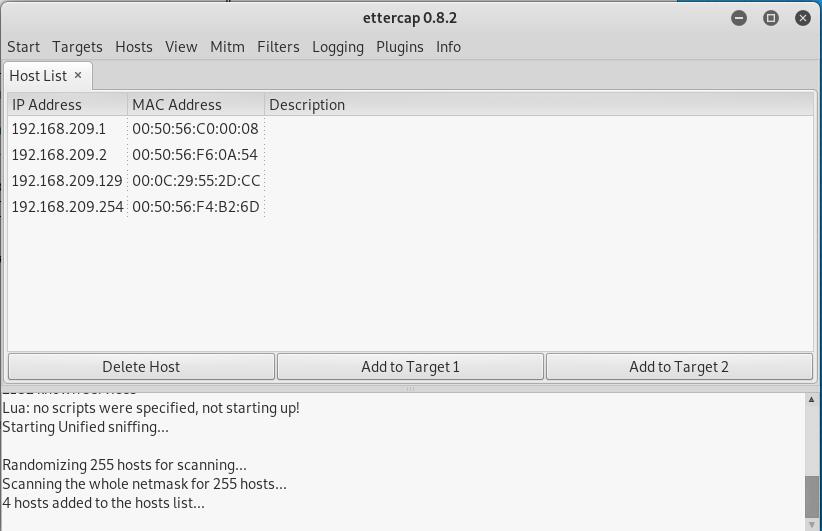 ettercap 0.8.2
Start Targets Hosts View Mitm Filters Logging Plugins Info
Host List ×
IP Address MAC Address Description
192.168.209.1 00:50:56:C0:00:08
192.168.209.2 00:50:56:F6:0A:54
192.168.209.129 00:0C:29:55:2D:CC
192.168.209.254 00:50:56:F4:B2:6D
Delete Host Add to Target 1 Add to Target 2
Lua: no scripts were specified, not starting up!
Starting Unified sniffing...
Randomizing 255 hosts for scanning...
Scanning the whole netmask for 255 hosts...
4 hosts added to the hosts list...